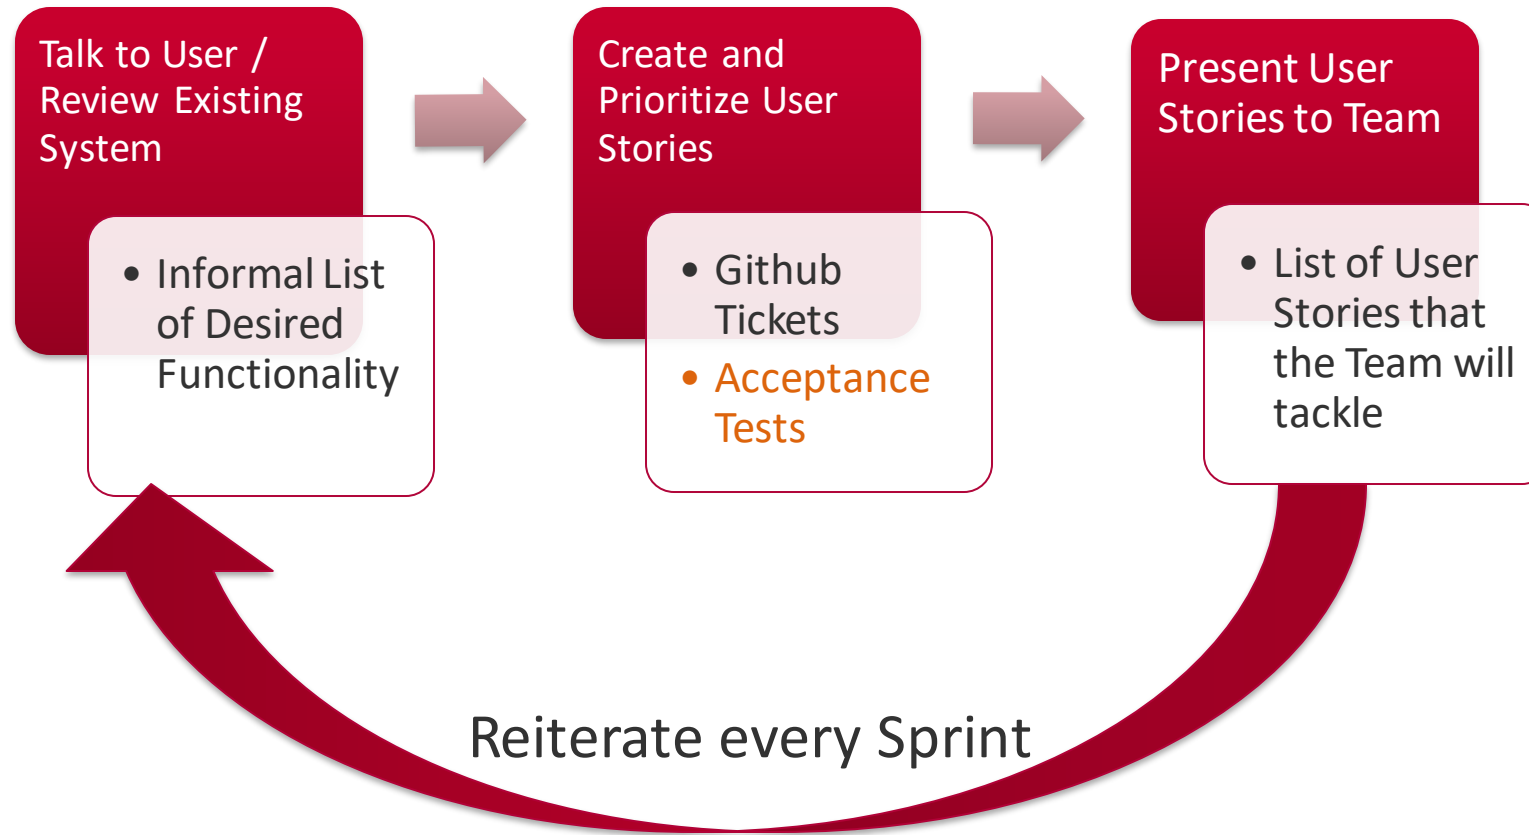 Talk to User /
Review Existing
System
• Informal List
of Desired
Functionality
Create and
Prioritize User
Stories
• Github
Tickets
• Acceptance
Tests
Present User
Stories to Team
• List of User
Stories that
the Team will
tackle
Reiterate every Sprint